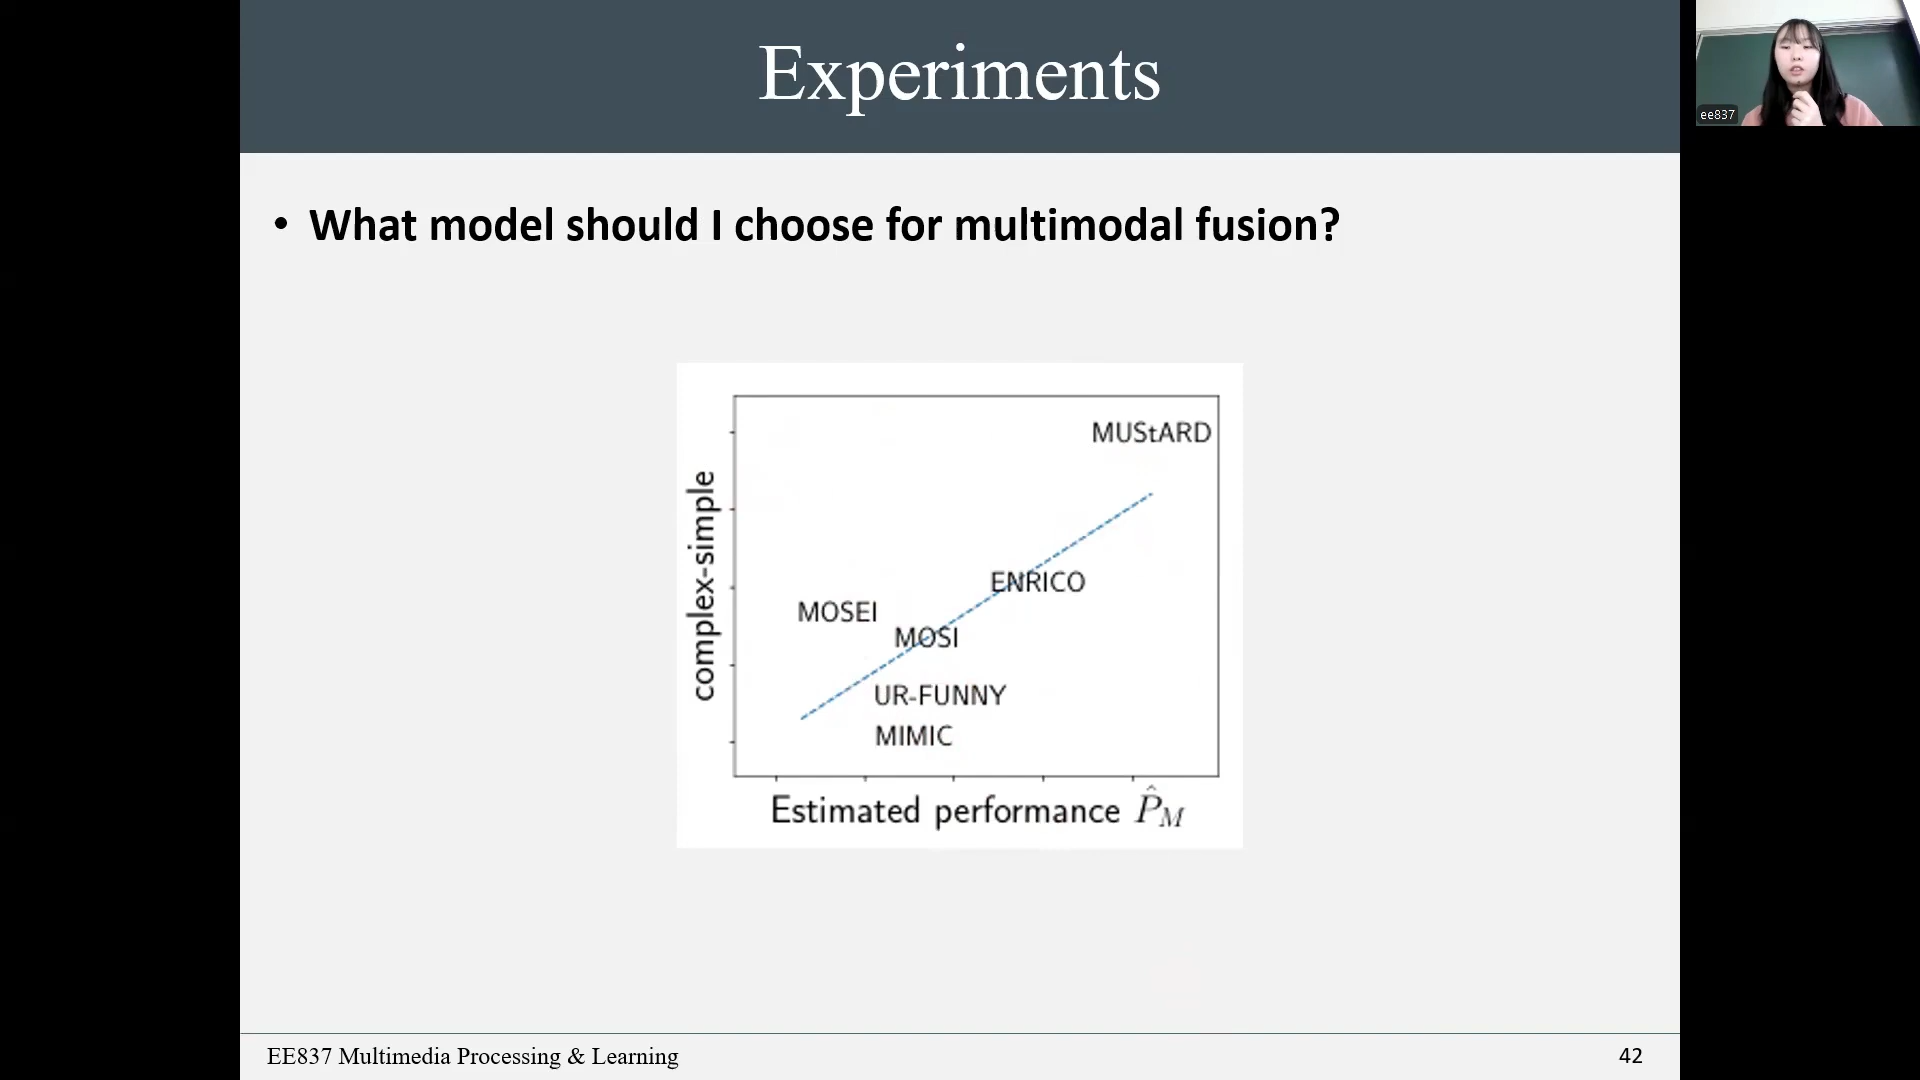 Experiments
ee837
• What model should I choose for multimodal fusion?
complex-simple
MUStARD
ENRICO
MOSEI
MOSI
UR-FUNNY
MIMIC
Estimated performance P̂_M
EE837 Multimedia Processing & Learning
42